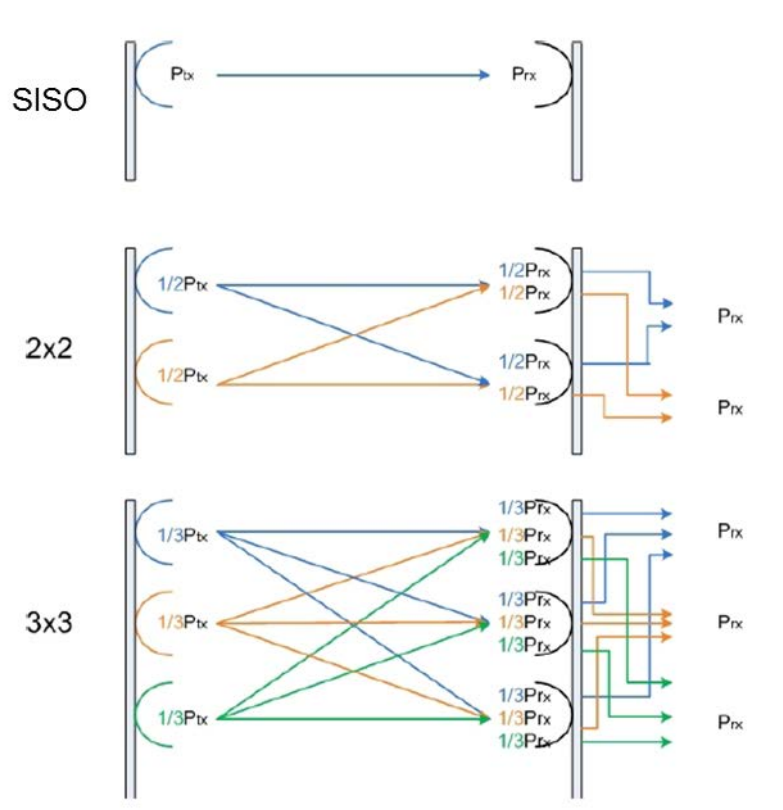 SISO
Ptx
Prx
2x2
1/2Ptx
1/2Ptx
1/2Prx
1/2Prx
1/2Prx
1/2Prx
Prx
Prx
3x3
1/3Ptx
1/3Ptx
1/3Ptx
1/3Prx
1/3Prx
1/3Prx
1/3Prx
1/3Prx
1/3Prx
1/3Prx
1/3Prx
1/3Prx
Prx
Prx
Prx